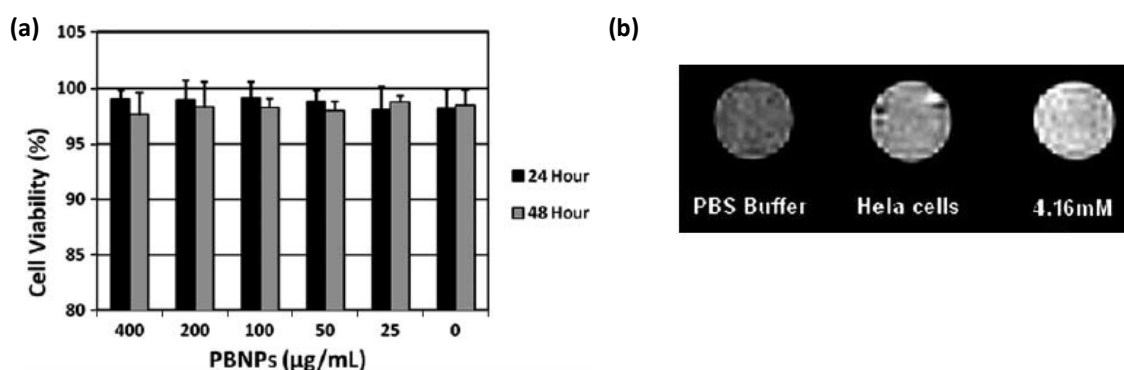 (a)
105
100
95
90
85
80
Cell Viability (%)
400 200 100 50 25 0
PBNPs (µg/mL)
24 Hour
48 Hour
(b)
PBS Buffer Hela cells 4.16mM